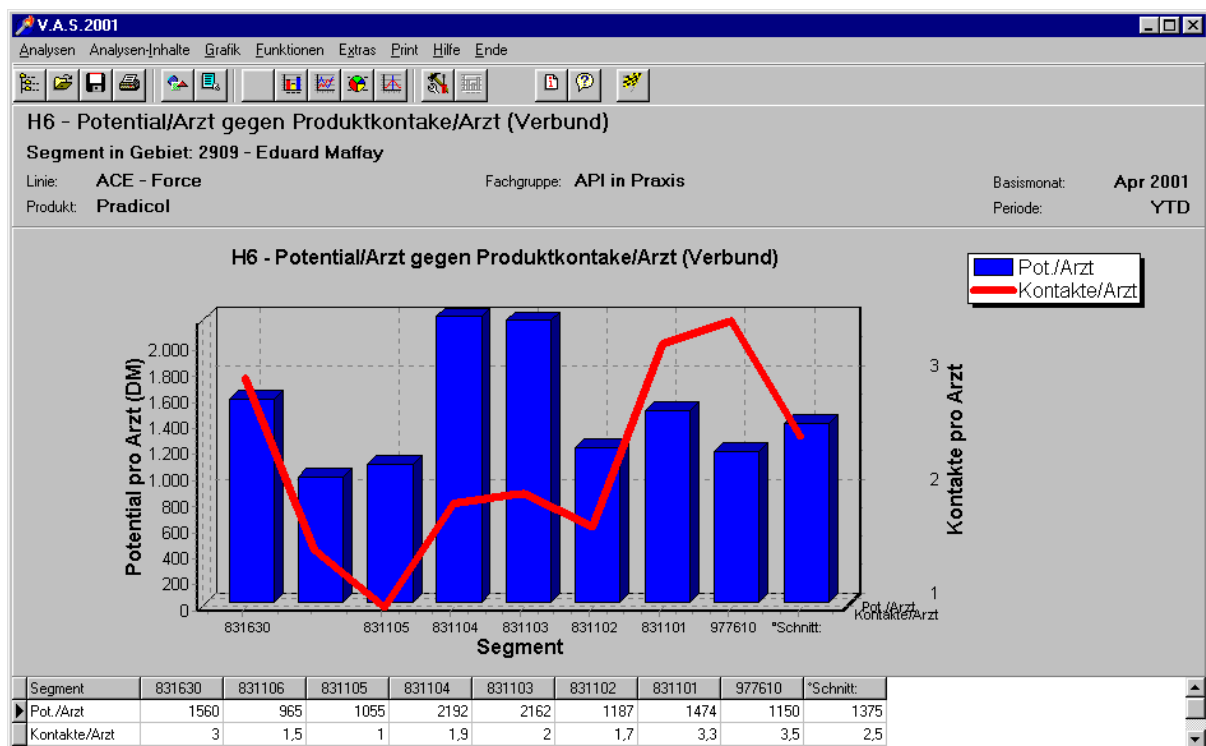 V.A.S.2001
Analysen Analysen-Inhalte Grafik Funktionen Extras Print Hilfe Ende
H6 - Potential/Arzt gegen Produktkontake/Arzt (Verbund)
Segment in Gebiet: 2909 - Eduard Maffay
Linie: ACE - Force Fachgruppe: API in Praxis Basismonat: Apr 2001
Produkt: Pradicol Periode: YTD
H6 - Potential/Arzt gegen Produktkontake/Arzt (Verbund)
Pot./Arzt
Kontakte/Arzt
Potential pro Arzt (DM)
2.000
1.800
1.600
1.400
1.200
1.000
800
600
400
200
0
3
2
1
Kontakte pro Arzt
Pot./Arzt
Kontakte/Arzt
831630 831105 831104 831103 831102 831101 977610 °Schnitt:
Segment
Segment 831630 831106 831105 831104 831103 831102 831101 977610 °Schnitt:
Pot./Arzt 1560 965 1055 2192 2162 1187 1474 1150 1375
Kontakte/Arzt 3 1,5 1 1,9 2 1,7 3,3 3,5 2,5